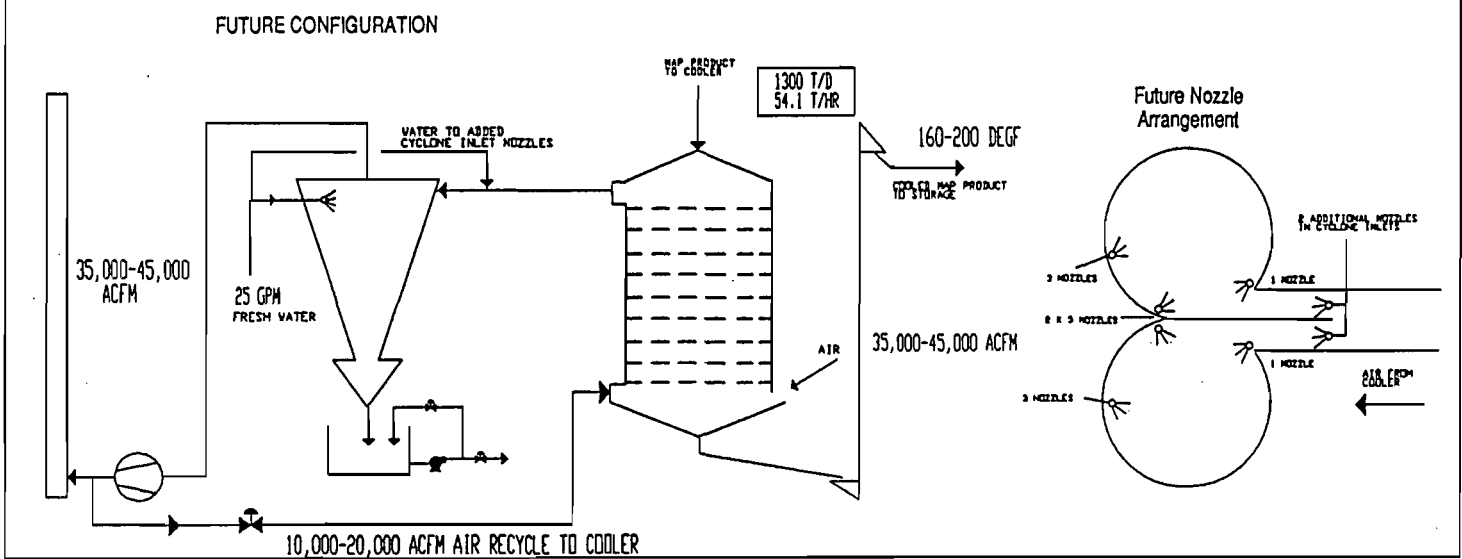 FUTURE CONFIGURATION
MAP PRODUCT
TO COOLER
1300 T/D
54.1 T/HR
WATER TO ADDED
CYCLONE INLET NOZZLES
160-200 DEGF
COOLED MAP PRODUCT
TO STORAGE
35,000-45,000
ACFM
25 GPM
FRESH WATER
AIR
35,000-45,000 ACFM
10,000-20,000 ACFM AIR RECYCLE TO COOLER
Future Nozzle
Arrangement
2 ADDITIONAL NOZZLES
IN CYCLONE INLETS
3 NOZZLES
1 NOZZLE
2 X 3 NOZZLES
1 NOZZLE
3 NOZZLES
AIR FROM
COOLER